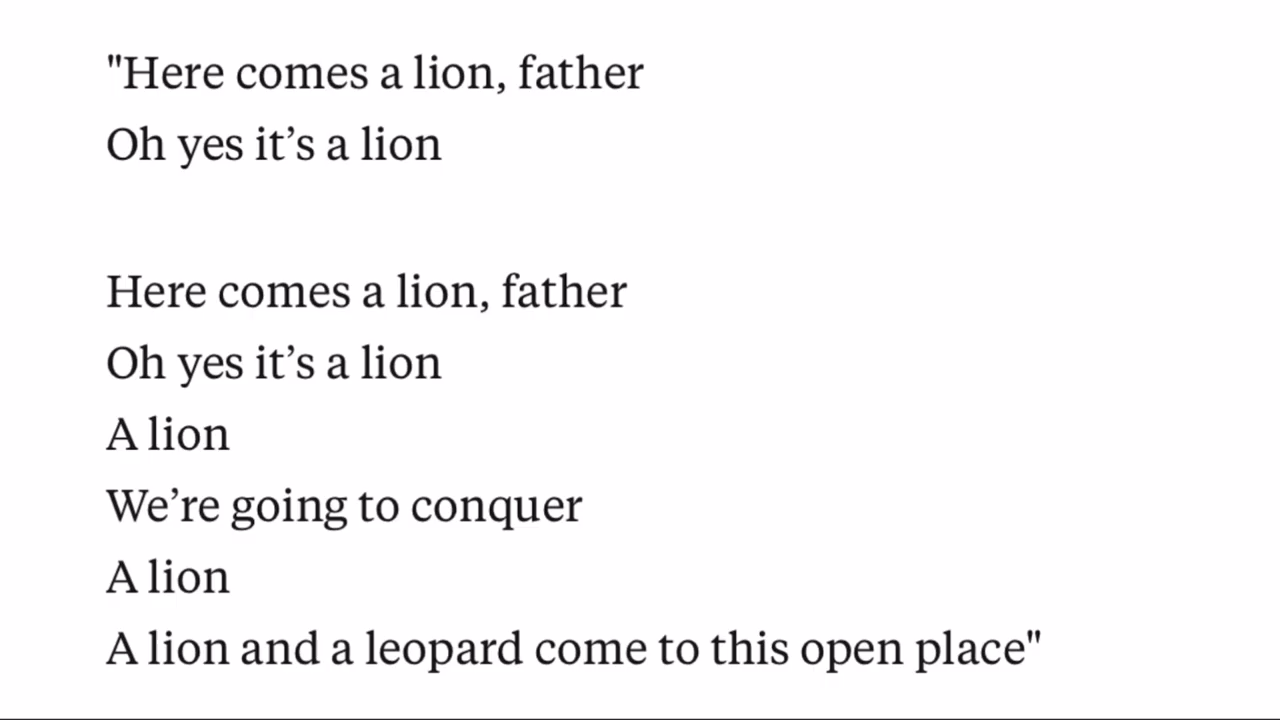 "Here comes a lion, father
Oh yes it’s a lion
Here comes a lion, father
Oh yes it’s a lion
A lion
We’re going to conquer
A lion
A lion and a leopard come to this open place"